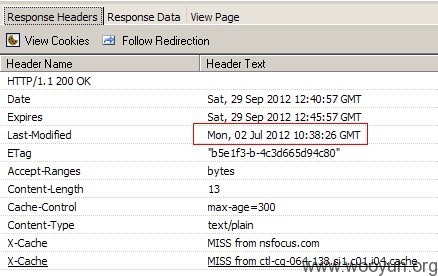 Response Headers Response Data View Page
View Cookies Follow Redirection
Header Name Header Text
HTTP/1.1 200 OK
Date Sat, 29 Sep 2012 12:40:57 GMT
Expires Sat, 29 Sep 2012 12:45:57 GMT
Last-Modified Mon, 02 Jul 2012 10:38:26 GMT
ETag "b5e1f3-b-4c3d665d94c80"
Accept-Ranges bytes
Content-Length 13
Cache-Control max-age=300
Content-Type text/plain
X-Cache MISS from nsfocus.com
X-Cache MISS from ctl-cq-064-138.sj1.c01.i04.cache
wooyun.org